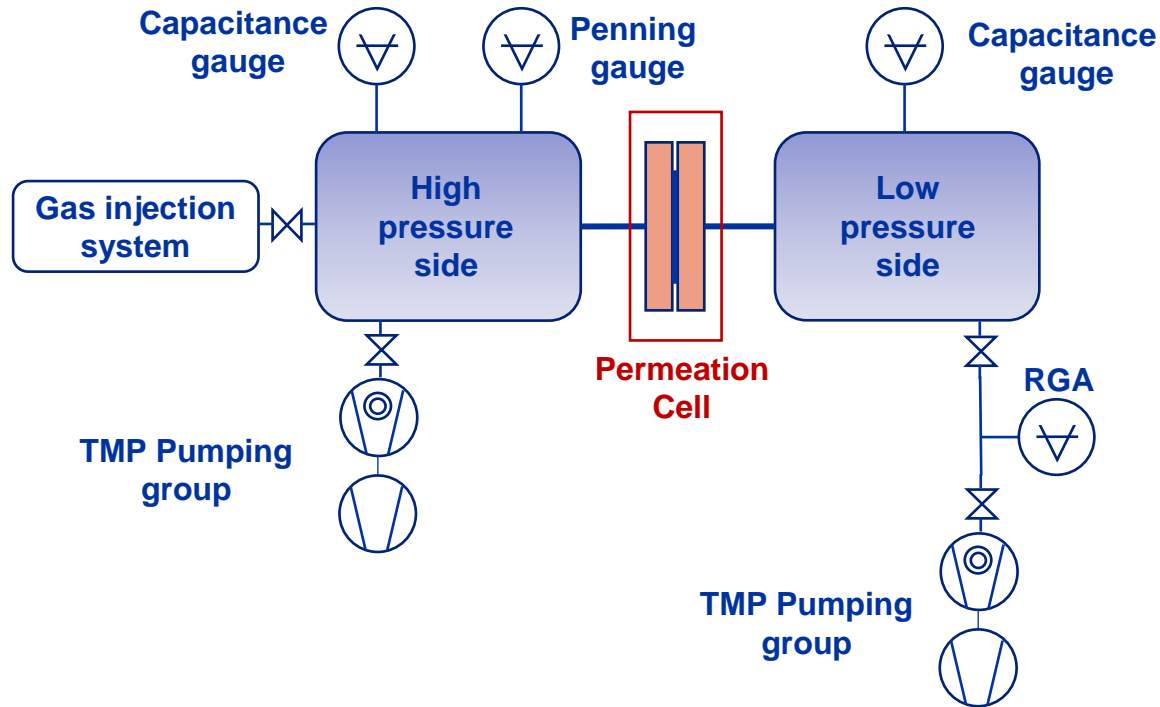 Capacitance
gauge
Penning
gauge
Capacitance
gauge
Gas injection
system
High
pressure
side
Low
pressure
side
Permeation
Cell
RGA
TMP Pumping
group
TMP Pumping
group